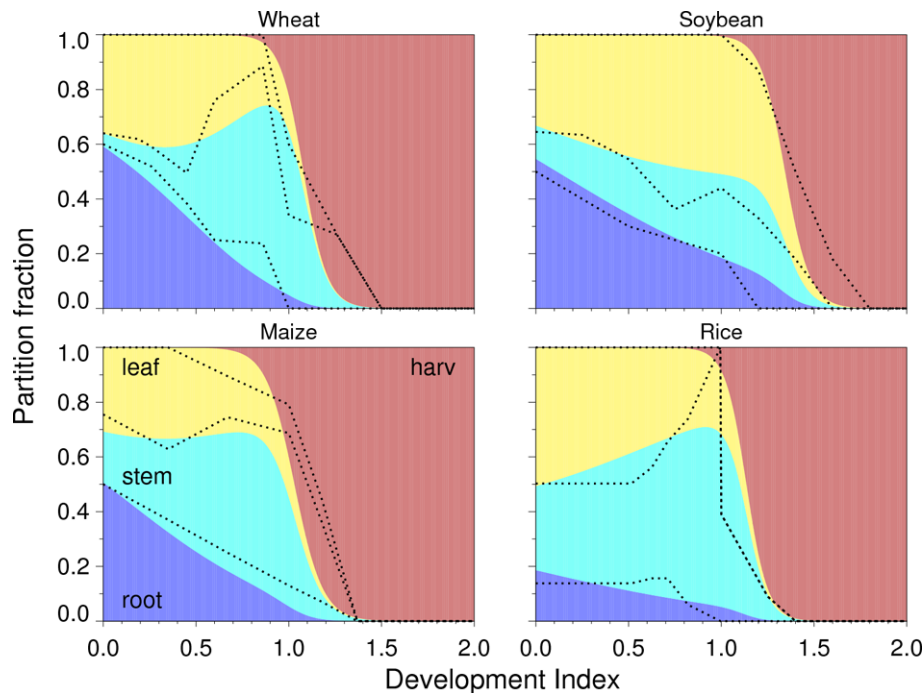 Wheat
Soybean
1.0
0.8
0.6
0.4
0.2
0.0
Partition fraction
Maize
Rice
1.0
0.8
0.6
0.4
0.2
0.0
leaf
harv
stem
root
0.0 0.5 1.0 1.5 2.0
0.0 0.5 1.0 1.5 2.0
Development Index